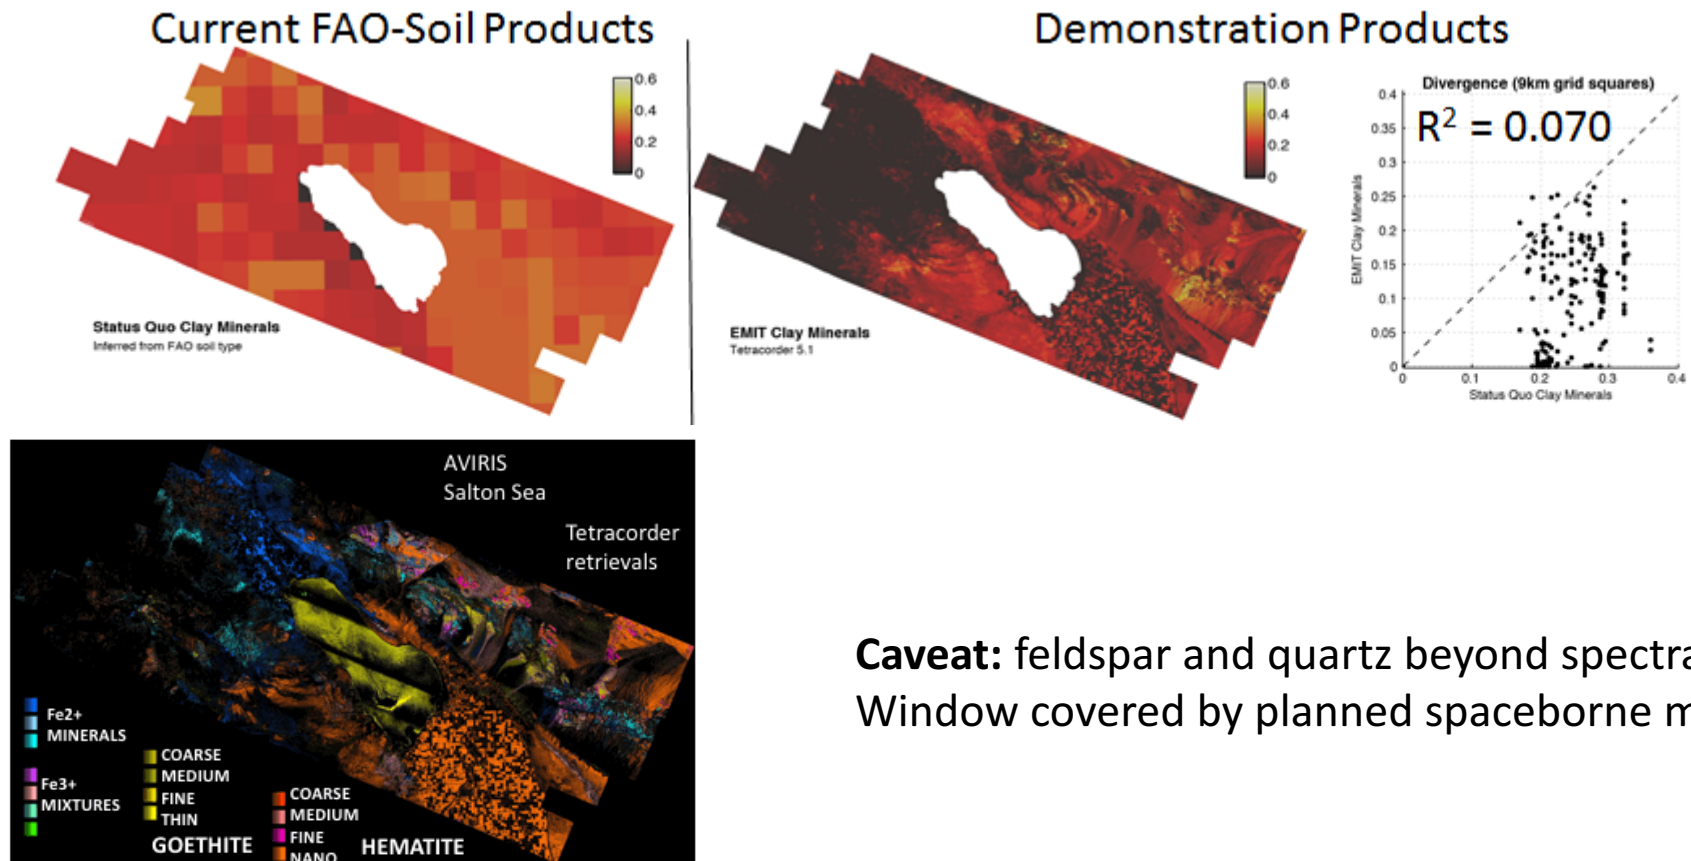 Current FAO-Soil Products
0.6
0.4
0.2
0
Status Quo Clay Minerals
Inferred from FAO soil type
Demonstration Products
0.6
0.4
0.2
0
EMIT Clay Minerals
Tetracorder 5.1
Divergence (9km grid squares)
R² = 0.070
EMIT Clay Minerals
0.4
0.35
0.3
0.25
0.2
0.15
0.1
0.05
0
0 0.1 0.2 0.3 0.4
Status Quo Clay Minerals
AVIRIS
Salton Sea
Tetracorder
retrievals
Fe2+
MINERALS
Fe3+
MIXTURES
COARSE
MEDIUM
FINE
THIN
GOETHITE
COARSE
MEDIUM
FINE
NANO
HEMATITE
Caveat: feldspar and quartz beyond
Window covered by planned spaceborne